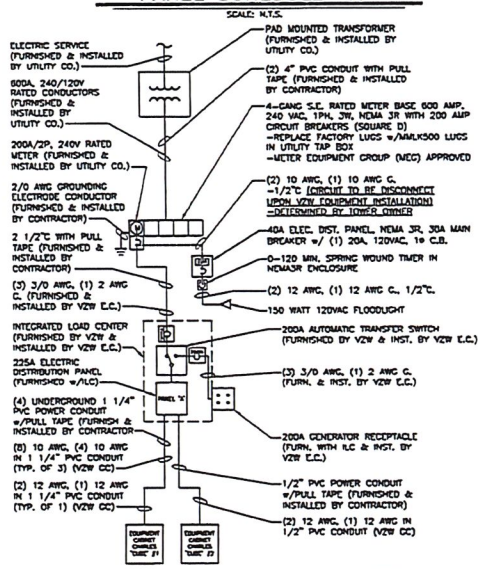 SCALE: N.T.S.
ELECTRIC SERVICE
(FURNISHED & INSTALLED
BY UTILITY CO.)
600A, 240/120V
RATED CONDUCTORS
(FURNISHED &
INSTALLED BY
UTILITY CO.)
200A/2P, 240V RATED
METER (FURNISHED &
INSTALLED BY UTILITY CO.)
2/0 AWG GROUNDING
ELECTRODE CONDUCTOR
(FURNISHED & INSTALLED
BY CONTRACTOR)
2 1/2"C WITH PULL
TAPE (FURNISHED &
INSTALLED BY
CONTRACTOR)
(3) 3/0 AWG, (1) 2 AWG
G. (FURNISHED &
INSTALLED BY VZW E.C.)
INTEGRATED LOAD CENTER
(FURNISHED BY VZW &
INST. BY VZW E.C.)
225A ELECTRIC
DISTRIBUTION PANEL
(FURNISHED w/ILC)
(4) UNDERGROUND 1 1/4"
PVC POWER CONDUIT
w/PULL TAPE (FURNISH &
INSTALLED BY CONTRACTOR)
(8) 10 AWG, (4) 10 AWG
IN 1 1/4" PVC CONDUIT
(TYP. OF 3) (VZW GC)
(2) 12 AWG, (1) 12 AWG
IN 1 1/4" PVC CONDUIT
(TYP. OF 1) (VZW GC)
PAD MOUNTED TRANSFORMER
(FURNISHED & INSTALLED BY
UTILITY CO.)
(2) 4" PVC CONDUIT WITH PULL
TAPE (FURNISHED & INSTALLED
BY CONTRACTOR)
4-GANG S.E. RATED METER BASE 600 AMP.
240 VAC, 1PH, 3W, NEMA 3R WITH 200 AMP
CIRCUIT BREAKERS (SQUARE D)
-REPLACE FACTORY LUGS w/MMLK500 LUGS
IN UTILITY TAP BOX
-METER EQUIPMENT GROUP (MEG) APPROVED
(2) 10 AWG, (1) 10 AWG G.
-1/2"C (CIRCUIT TO BE DISCONNECT
UPON VZW EQUIPMENT INSTALLATION)
-DETERMINED BY TOWER OWNER
40A ELEC. DIST. PANEL, NEMA 3R, 30A MAIN
BREAKER w/ (1) 20A, 120VAC, 1Φ C.B.
0-120 MIN. SPRING WOUND TIMER IN
NEMA3R ENCLOSURE
(2) 12 AWG, (1) 12 AWG G., 1/2"C.
150 WATT 120VAC FLOODLIGHT
200A AUTOMATIC TRANSFER SWITCH
(FURNISHED BY VZW & INST. BY VZW E.C.)
(3) 3/0 AWG, (1) 2 AWG G.
(FURN. & INST. BY VZW E.C.)
200A GENERATOR RECEPTACLE
(FURN. WITH ILC & INST. BY
VZW E.C.)
1/2" PVC POWER CONDUIT
w/PULL TAPE (FURNISHED &
INSTALLED BY CONTRACTOR)
(2) 12 AWG, (1) 12 AWG IN
1/2" PVC CONDUIT (VZW GC)
M
PANEL "A"
EQUIPMENT
CABINET
CHARLES
"CUBE" #1
EQUIPMENT
CABINET
CHARLES
"CUBE" #2